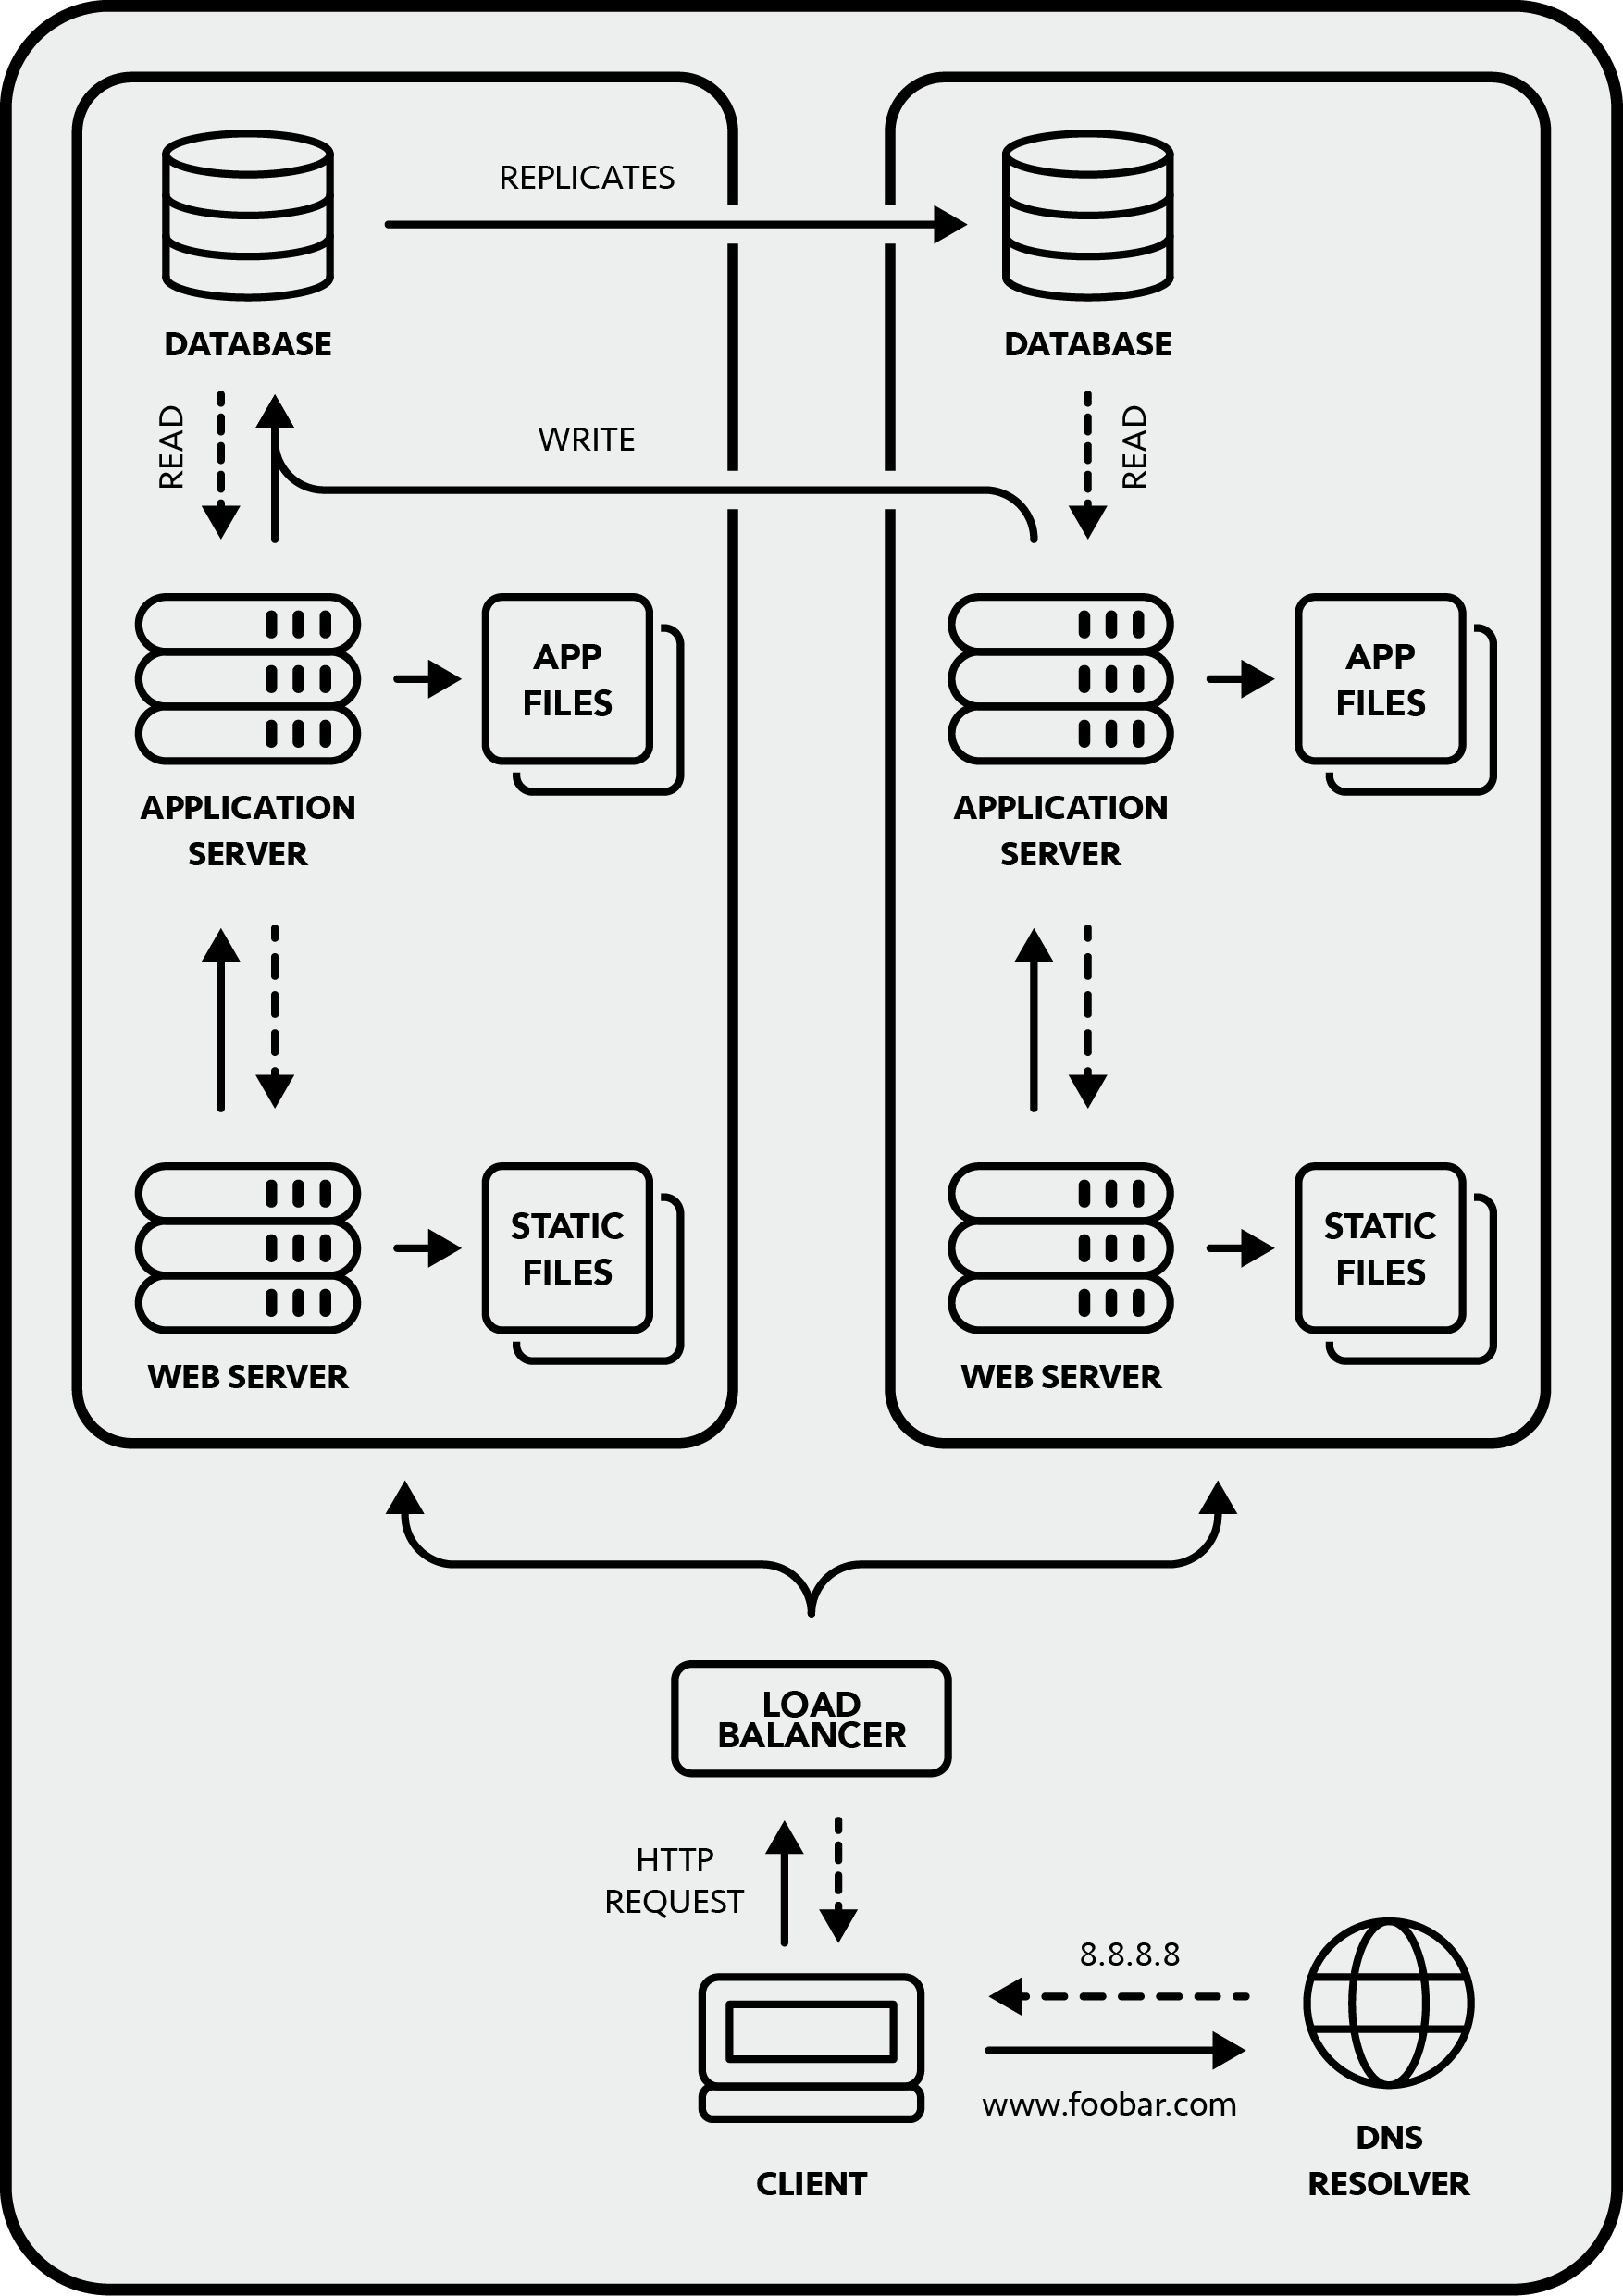 REPLICATES
DATABASE
DATABASE
READ
WRITE
READ
APP
FILES
APP
FILES
APPLICATION
SERVER
APPLICATION
SERVER
STATIC
FILES
STATIC
FILES
WEB SERVER
WEB SERVER
LOAD
BALANCER
HTTP
REQUEST
8.8.8.8
www.foobar.com
DNS
RESOLVER
CLIENT